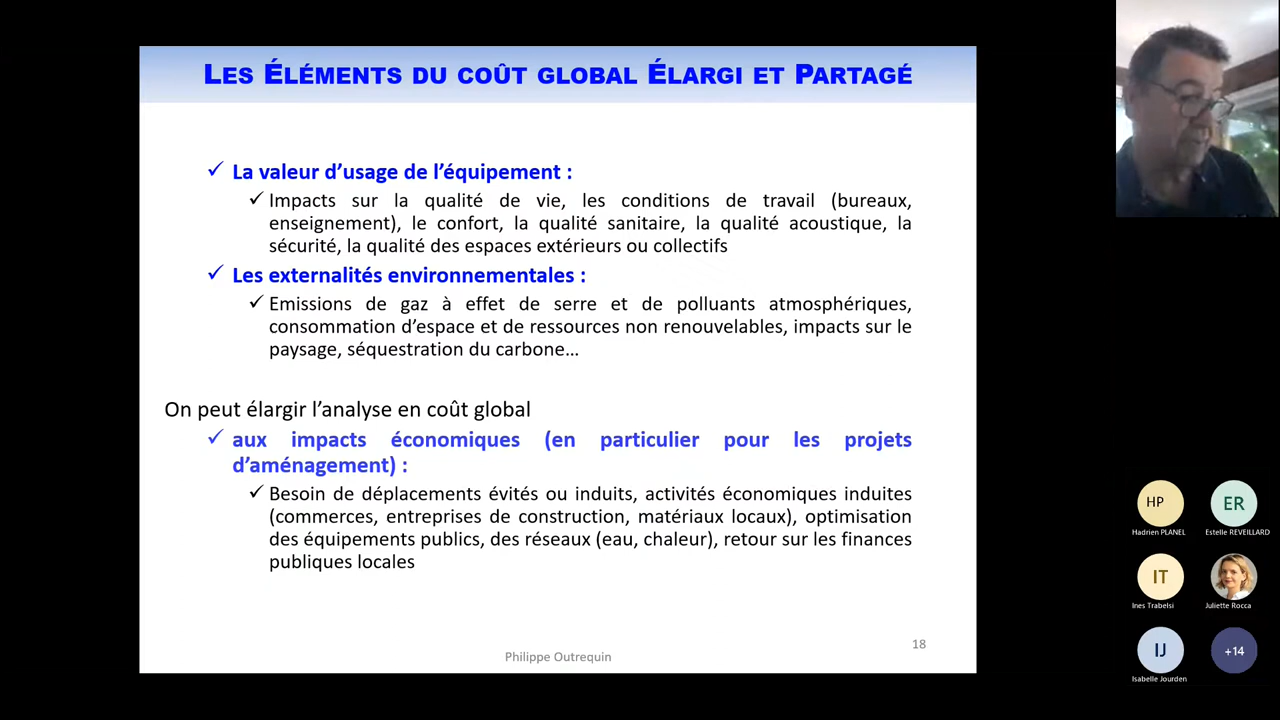 Les Éléments du coût global Élargi et Partagé
La valeur d’usage de l’équipement :
Impacts sur la qualité de vie, les conditions de travail (bureaux,
enseignement), le confort, la qualité sanitaire, la qualité acoustique, la
sécurité, la qualité des espaces extérieurs ou collectifs
Les externalités environnementales :
Emissions de gaz à effet de serre et de polluants atmosphériques,
consommation d’espace et de ressources non renouvelables, impacts sur le
paysage, séquestration du carbone…
On peut élargir l’analyse en coût global
aux impacts économiques (en particulier pour les projets
d’aménagement) :
Besoin de déplacements évités ou induits, activités économiques induites
(commerces, entreprises de construction, matériaux locaux), optimisation
des équipements publics, des réseaux (eau, chaleur), retour sur les finances
publiques locales
18
Philippe Outrequin
HP
ER
Hadrien PLANEL
Estelle REVEILLARD
IT
Ines Trabelsi
Juliette Rocca
IJ
+14
Isabelle Jourden